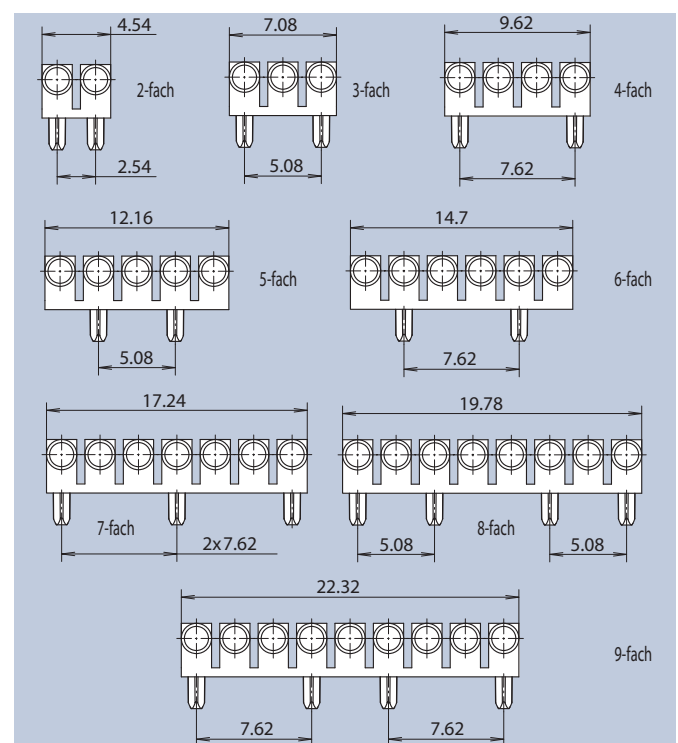 4.54
7.08
9.62
2-fach
3-fach
4-fach
2.54
5.08
7.62
12.16
14.7
5-fach
6-fach
5.08
7.62
17.24
19.78
7-fach
2x7.62
5.08
8-fach
5.08
22.32
9-fach
7.62
7.62